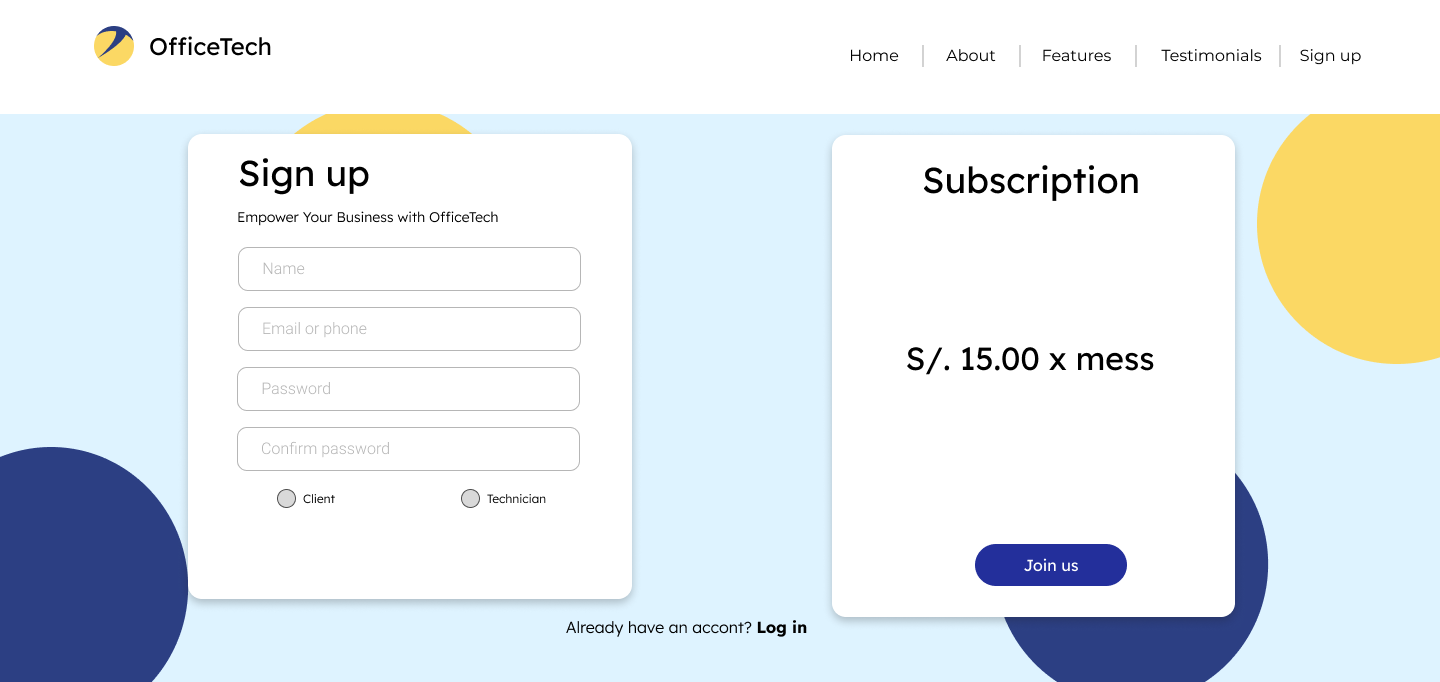 OfficeTech
Home
About
Features
Testimonials
Sign up
Sign up
Empower Your Business with OfficeTech
Name
Email or phone
Password
Confirm password
Client
Technician
Subscription
S/. 15.00 x mess
Join us
Already have an accont? Log in